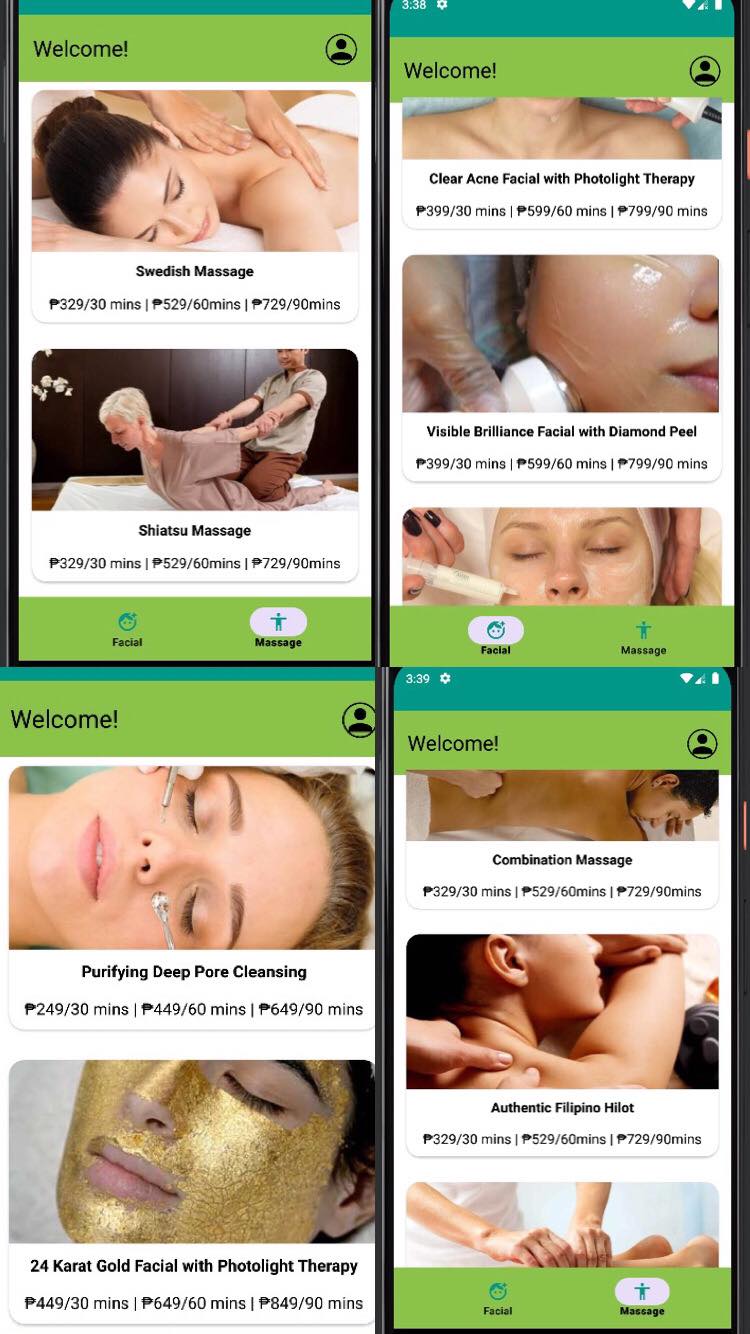 Welcome!
Swedish Massage
₱329/30 mins | ₱529/60mins | ₱729/90mins
Shiatsu Massage
₱329/30 mins | ₱529/60mins | ₱729/90mins
Facial
Massage
3:38
Welcome!
Clear Acne Facial with Photolight Therapy
₱399/30 mins | ₱599/60 mins | ₱799/90 mins
Visible Brilliance Facial with Diamond Peel
₱399/30 mins | ₱599/60 mins | ₱799/90 mins
Facial
Massage
Welcome!
Purifying Deep Pore Cleansing
₱249/30 mins | ₱449/60 mins | ₱649/90 mins
24 Karat Gold Facial with Photolight Therapy
₱449/30 mins | ₱649/60 mins | ₱849/90 mins
3:39
Welcome!
Combination Massage
₱329/30 mins | ₱529/60mins | ₱729/90mins
Authentic Filipino Hilot
₱329/30 mins | ₱529/60mins | ₱729/90mins
Facial
Massage